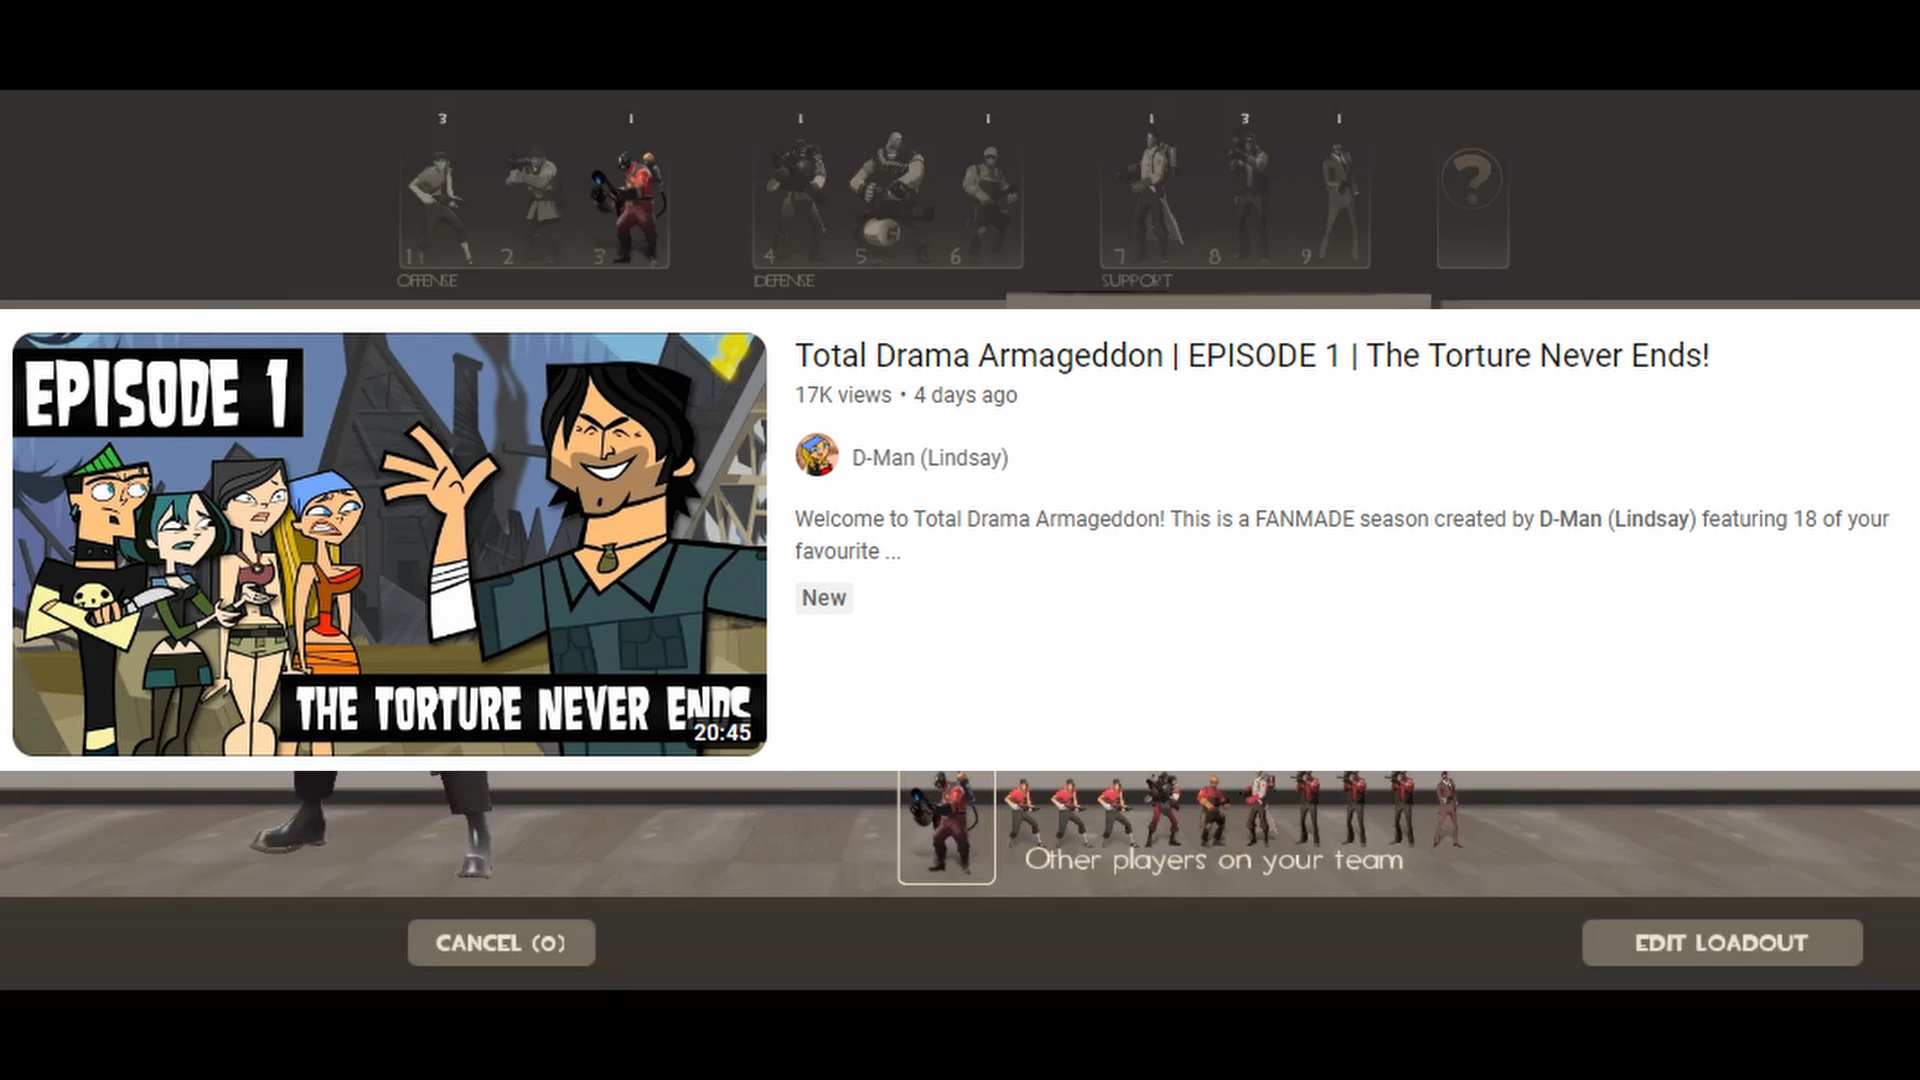 3
1
1
1
1
3
1
1
2
3
4
5
6
7
8
9
?
OFFENSE
DEFENSE
SUPPORT
EPISODE 1
THE TORTURE NEVER ENDS
20:45
Total Drama Armageddon | EPISODE 1 | The Torture Never Ends!
17K views • 4 days ago
D-Man (Lindsay)
Welcome to Total Drama Armageddon! This is a FANMADE season created by D-Man (Lindsay) featuring 18 of your
favourite ...
New
Other players on your team
CANCEL (0)
EDIT LOADOUT